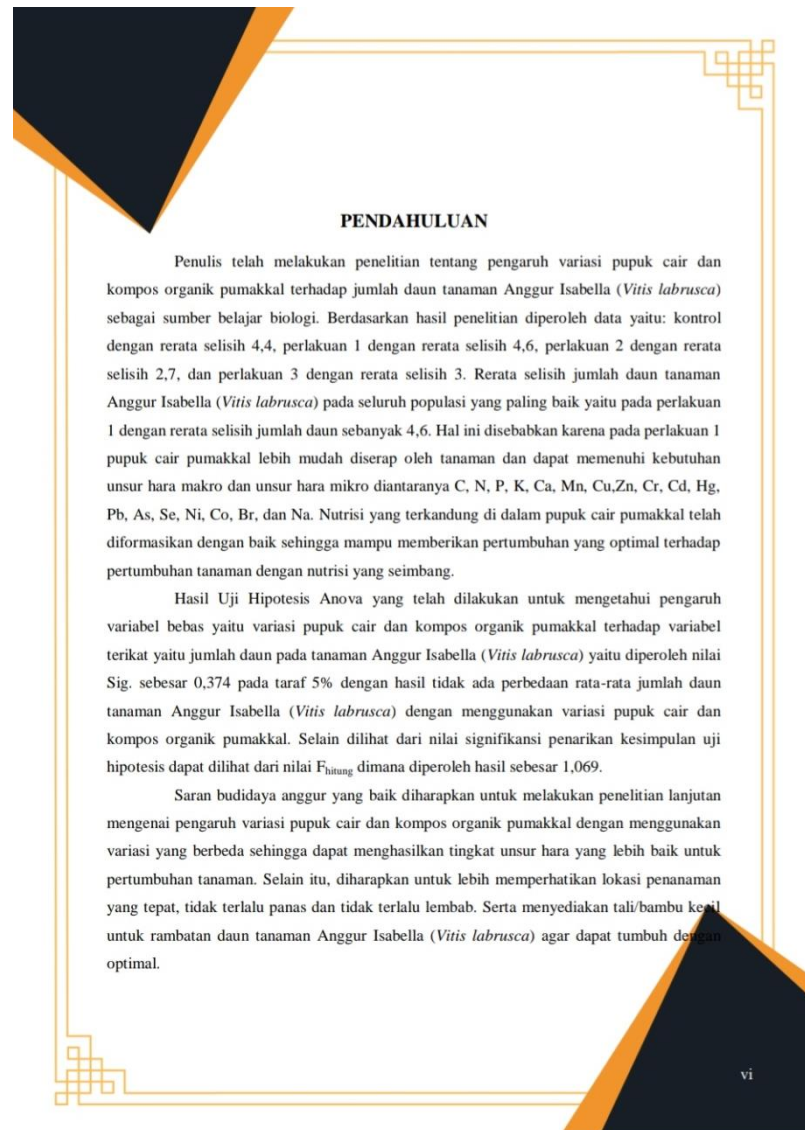 PENDAHULUAN
Penulis telah melakukan penelitian tentang pengaruh variasi pupuk cair dan
kompos organik pumakkal terhadap jumlah daun tanaman Anggur Isabella (Vitis labrusca)
sebagai sumber belajar biologi. Berdasarkan hasil penelitian diperoleh data yaitu: kontrol
dengan rerata selisih 4,4, perlakuan 1 dengan rerata selisih 4,6, perlakuan 2 dengan rerata
selisih 2,7, dan perlakuan 3 dengan rerata selisih 3. Rerata selisih jumlah daun tanaman
Anggur Isabella (Vitis labrusca) pada seluruh populasi yang paling baik yaitu pada perlakuan
1 dengan rerata selisih jumlah daun sebanyak 4,6. Hal ini disebabkan karena pada perlakuan 1
pupuk cair pumakkal lebih mudah diserap oleh tanaman dan dapat memenuhi kebutuhan
unsur hara makro dan unsur hara mikro diantaranya C, N, P, K, Ca, Mn, Cu,Zn, Cr, Cd, Hg,
Pb, As, Se, Ni, Co, Br, dan Na. Nutrisi yang terkandung di dalam pupuk cair pumakkal telah
diformasikan dengan baik sehingga mampu memberikan pertumbuhan yang optimal terhadap
pertumbuhan tanaman dengan nutrisi yang seimbang.
Hasil Uji Hipotesis Anova yang telah dilakukan untuk mengetahui pengaruh
variabel bebas yaitu variasi pupuk cair dan kompos organik pumakkal terhadap variabel
terikat yaitu jumlah daun pada tanaman Anggur Isabella (Vitis labrusca) yaitu diperoleh nilai
Sig. sebesar 0,374 pada taraf 5% dengan hasil tidak ada perbedaan rata-rata jumlah daun
tanaman Anggur Isabella (Vitis labrusca) dengan menggunakan variasi pupuk cair dan
kompos organik pumakkal. Selain dilihat dari nilai signifikansi penarikan kesimpulan uji
hipotesis dapat dilihat dari nilai Fhitung dimana diperoleh hasil sebesar 1,069.
Saran budidaya anggur yang baik diharapkan untuk melakukan penelitian lanjutan
mengenai pengaruh variasi pupuk cair dan kompos organik pumakkal dengan menggunakan
variasi yang berbeda sehingga dapat menghasilkan tingkat unsur hara yang lebih baik untuk
pertumbuhan tanaman. Selain itu, diharapkan untuk lebih memperhatikan lokasi penanaman
yang tepat, tidak terlalu panas dan tidak terlalu lembab. Serta menyediakan tali/bambu kecil
untuk rambatan daun tanaman Anggur Isabella (Vitis labrusca) agar dapat tumbuh dengan
optimal.
vi